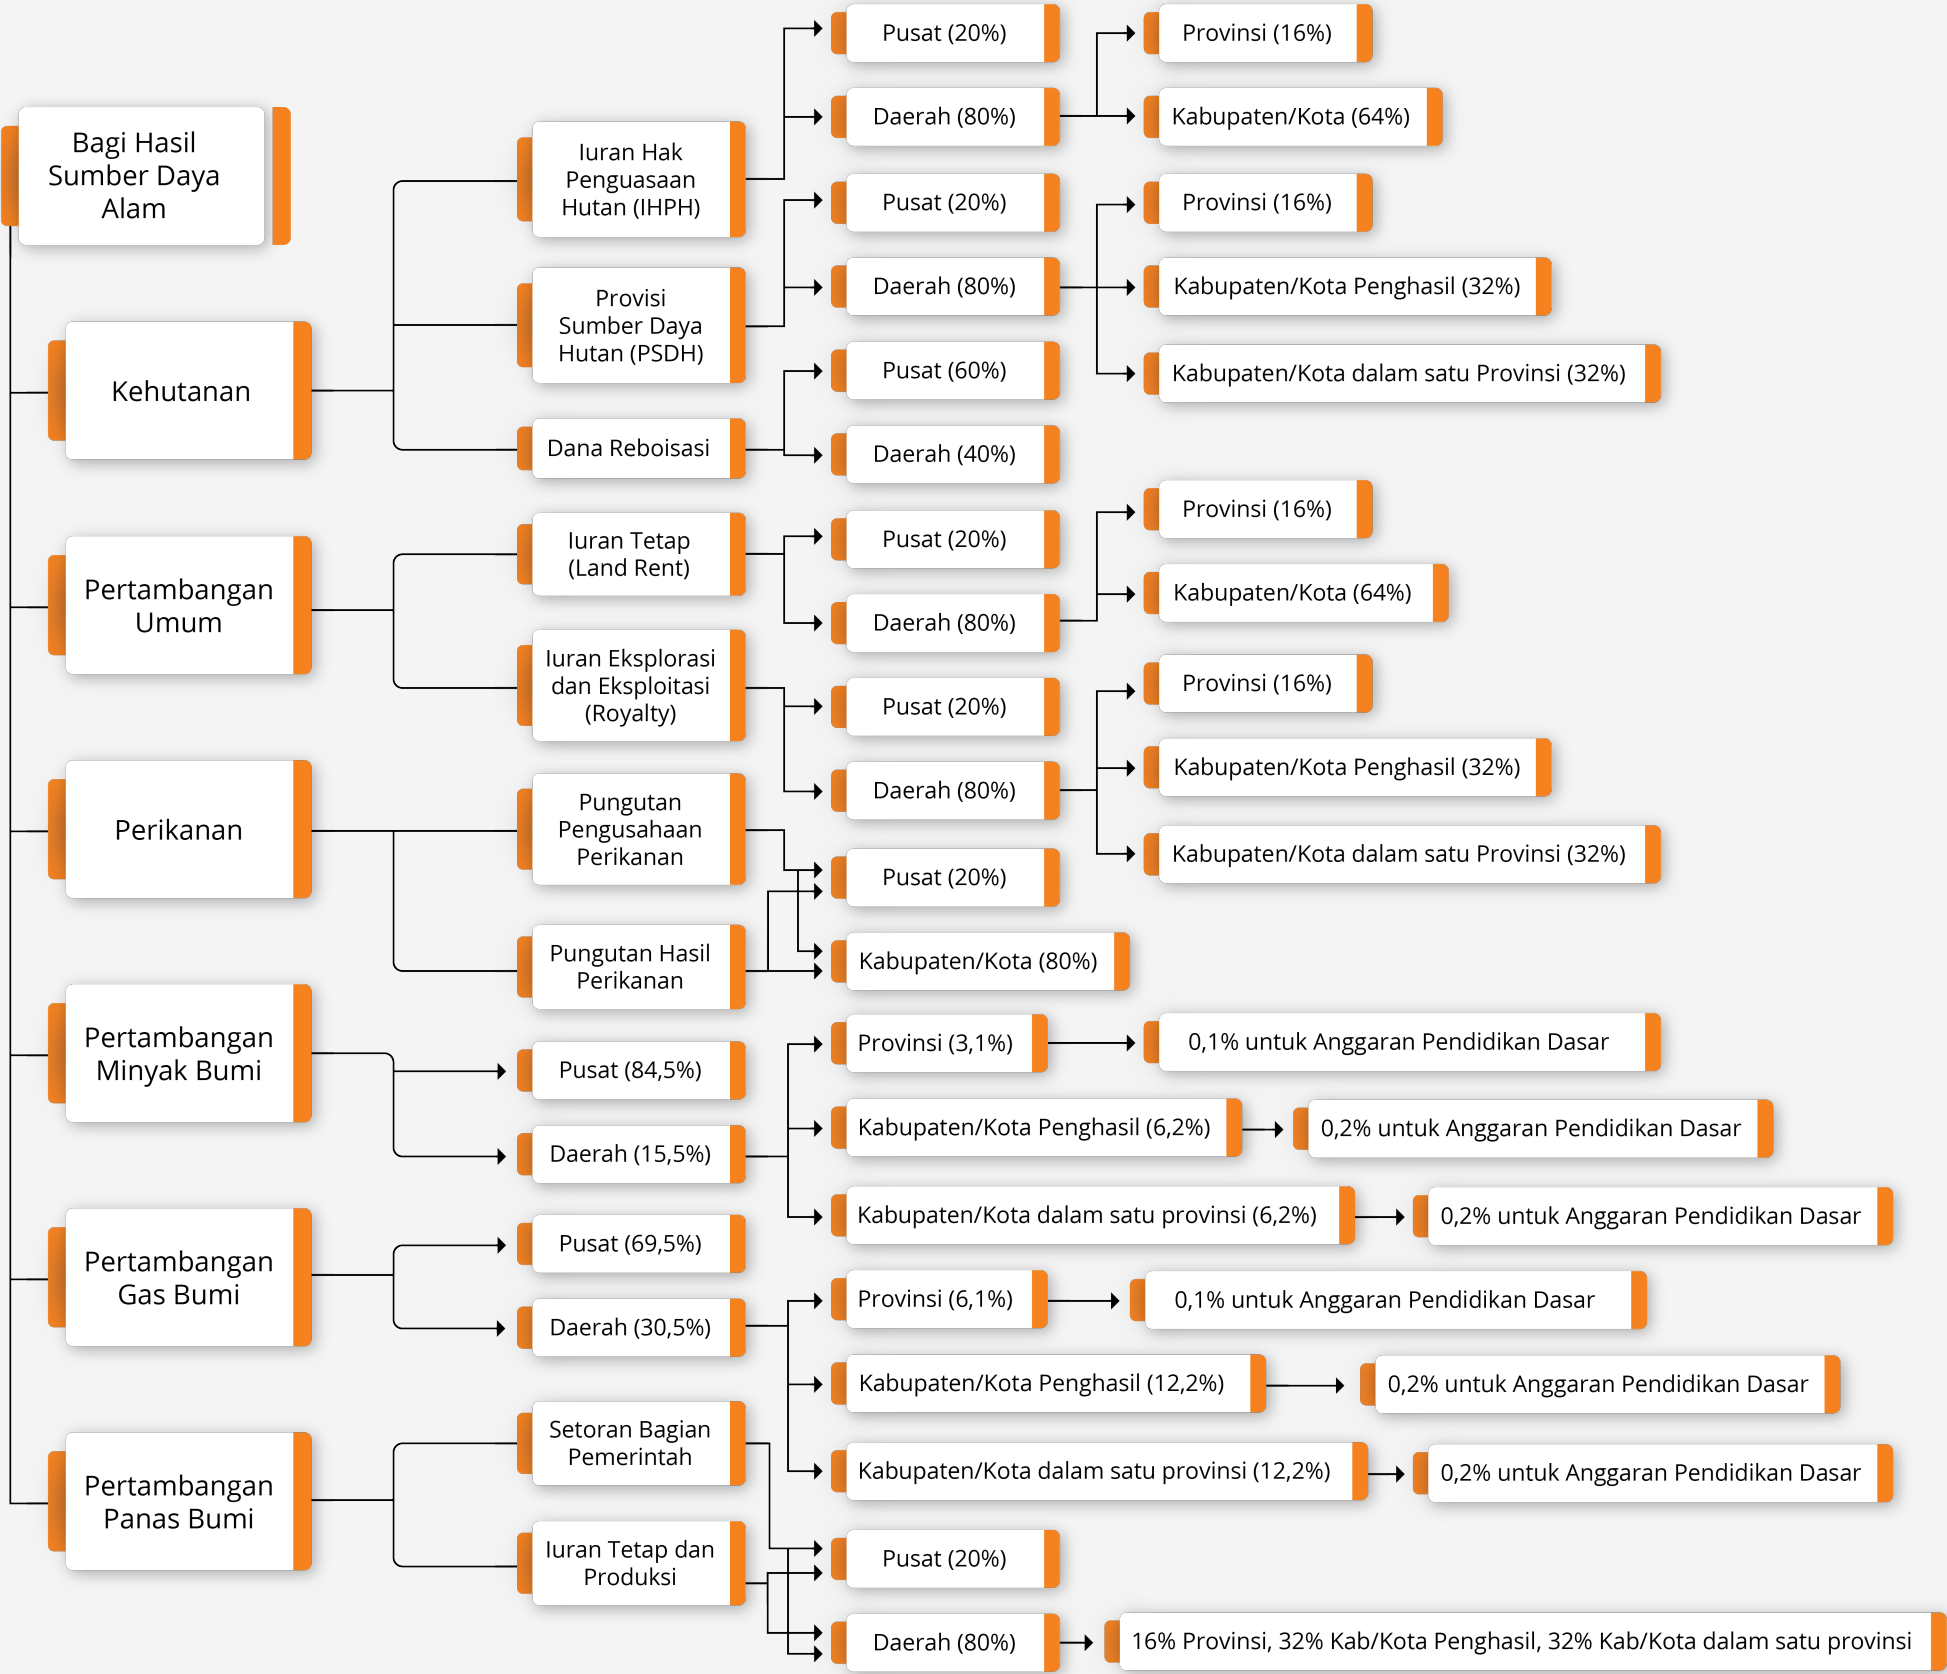 Bagi Hasil
Sumber Daya
Alam
Kehutanan
Iuran Hak
Penguasaan
Hutan (IHPH)
Pusat (20%)
Daerah (80%)
Provinsi (16%)
Kabupaten/Kota (64%)
Provisi
Sumber Daya
Hutan (PSDH)
Pusat (20%)
Daerah (80%)
Provinsi (16%)
Kabupaten/Kota Penghasil (32%)
Kabupaten/Kota dalam satu Provinsi (32%)
Dana Reboisasi
Pusat (60%)
Daerah (40%)
Pertambangan
Umum
Iuran Tetap
(Land Rent)
Pusat (20%)
Daerah (80%)
Provinsi (16%)
Kabupaten/Kota (64%)
Iuran Eksplorasi
dan Eksploitasi
(Royalty)
Pusat (20%)
Daerah (80%)
Provinsi (16%)
Kabupaten/Kota Penghasil (32%)
Kabupaten/Kota dalam satu Provinsi (32%)
Perikanan
Pungutan
Pengusahaan
Perikanan
Pungutan Hasil
Perikanan
Pusat (20%)
Kabupaten/Kota (80%)
Pertambangan
Minyak Bumi
Pusat (84,5%)
Daerah (15,5%)
Provinsi (3,1%)
0,1% untuk Anggaran Pendidikan Dasar
Kabupaten/Kota Penghasil (6,2%)
0,2% untuk Anggaran Pendidikan Dasar
Kabupaten/Kota dalam satu provinsi (6,2%)
0,2% untuk Anggaran Pendidikan Dasar
Pertambangan
Gas Bumi
Pusat (69,5%)
Daerah (30,5%)
Provinsi (6,1%)
0,1% untuk Anggaran Pendidikan Dasar
Kabupaten/Kota Penghasil (12,2%)
0,2% untuk Anggaran Pendidikan Dasar
Kabupaten/Kota dalam satu provinsi (12,2%)
0,2% untuk Anggaran Pendidikan Dasar
Pertambangan
Panas Bumi
Setoran Bagian
Pemerintah
Iuran Tetap dan
Produksi
Pusat (20%)
Daerah (80%)
16% Provinsi, 32% Kab/Kota Penghasil, 32% Kab/Kota dalam satu provinsi